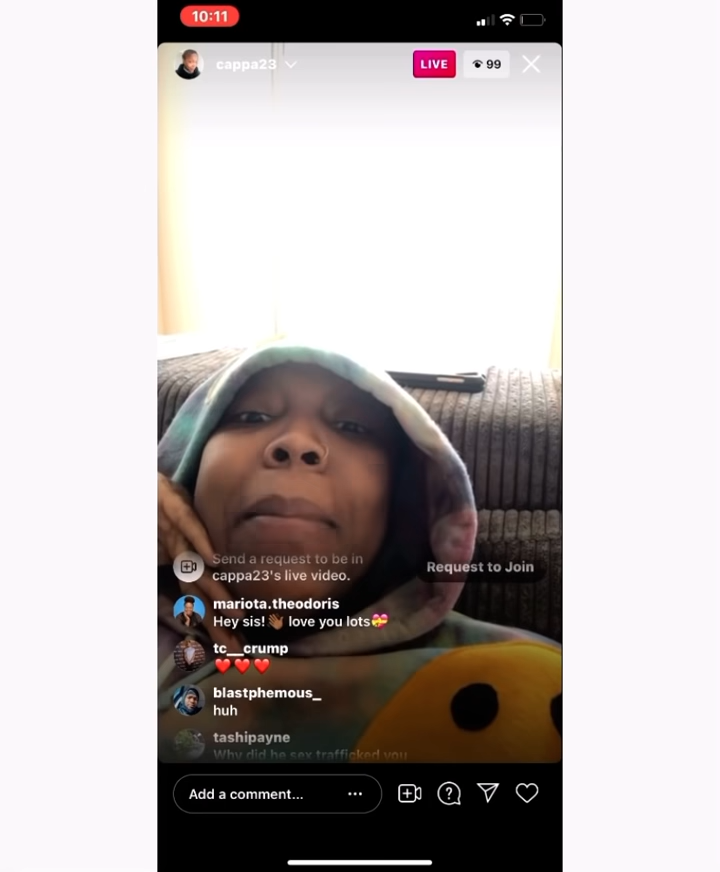 10:11
cappa23
LIVE
99
Send a request to be in
cappa23's live video.
Request to Join
mariota.theodoris
Hey sis!👋🏾 love you lots💝
tc__crump
❤️❤️❤️
blastphemous_
huh
tashipayne
Why did he sex trafficked you
Add a comment...